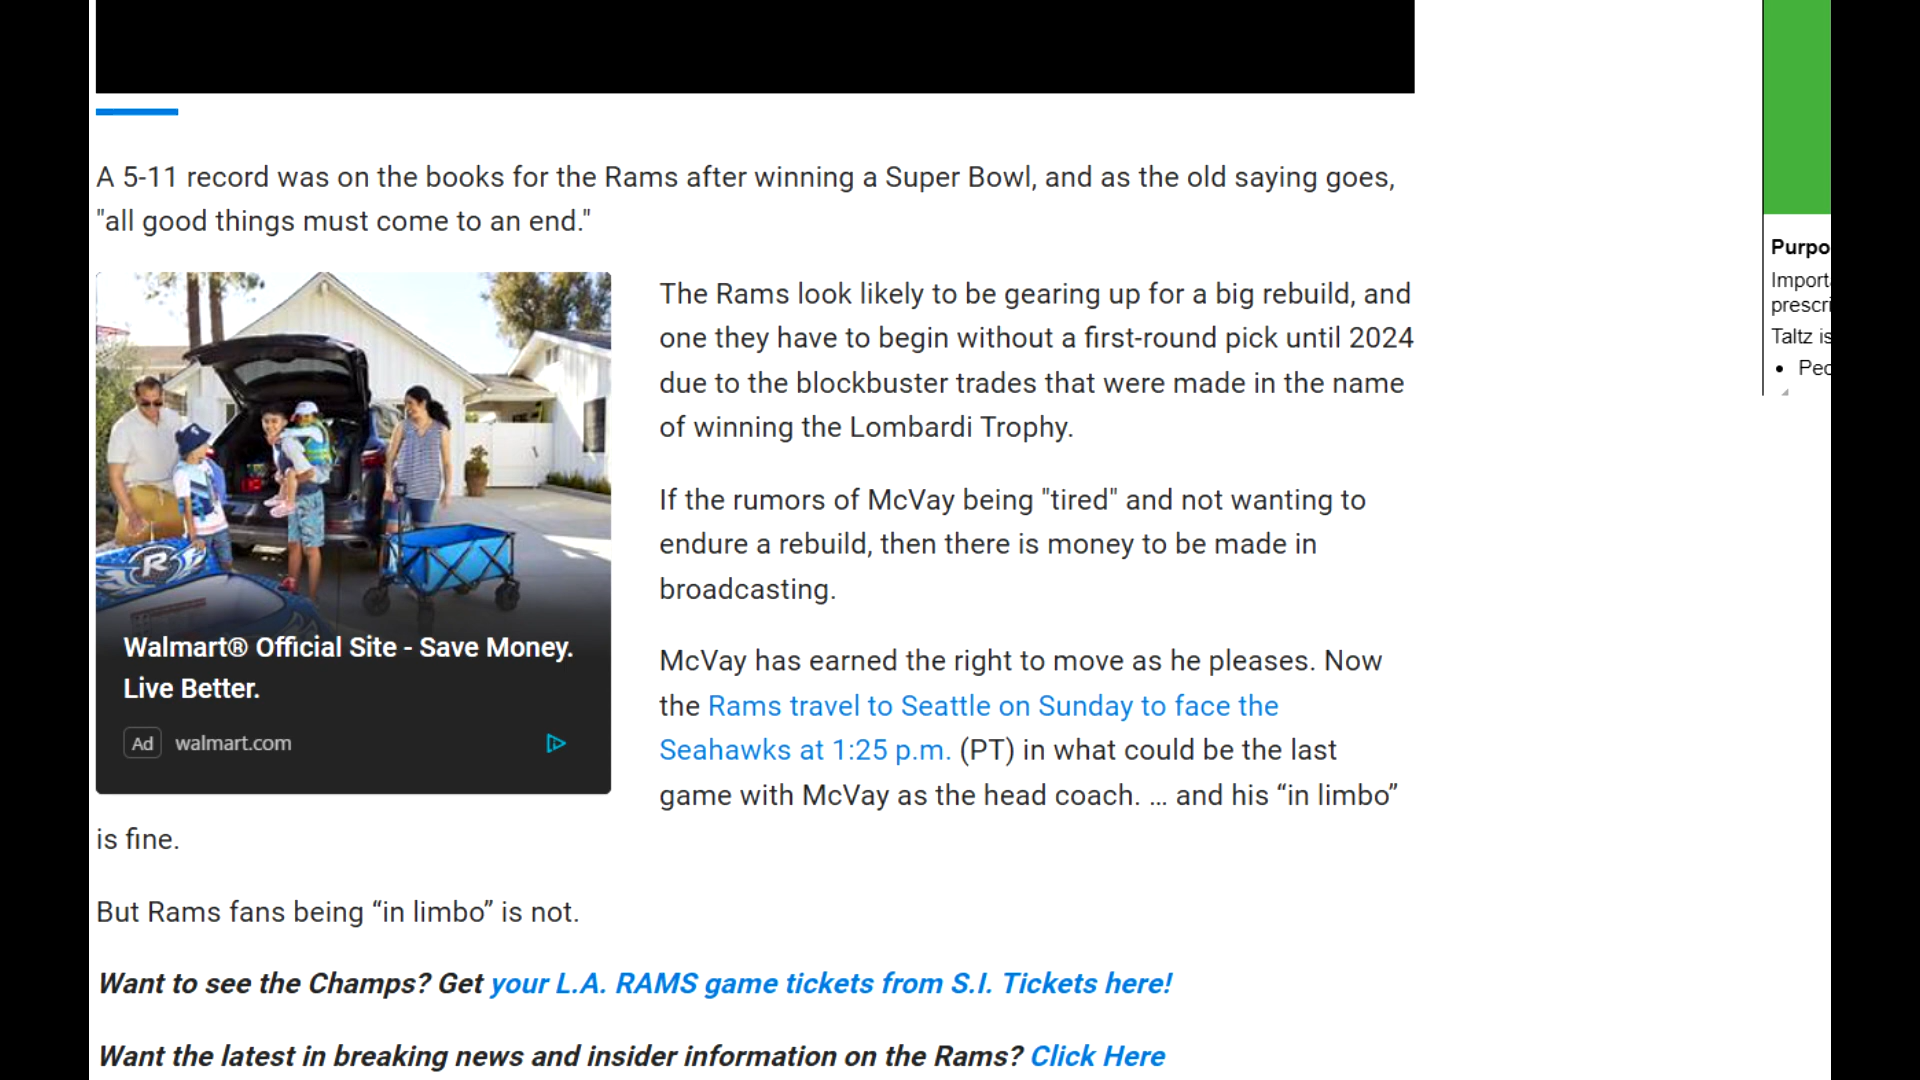 A 5-11 record was on the books for the Rams after winning a Super Bowl, and as the old saying goes,
"all good things must come to an end."
The Rams look likely to be gearing up for a big rebuild, and
one they have to begin without a first-round pick until 2024
due to the blockbuster trades that were made in the name
of winning the Lombardi Trophy.
If the rumors of McVay being "tired" and not wanting to
endure a rebuild, then there is money to be made in
broadcasting.
McVay has earned the right to move as he pleases. Now
the Rams travel to Seattle on Sunday to face the
Seahawks at 1:25 p.m. (PT) in what could be the last
game with McVay as the head coach. … and his “in limbo”
is fine.
R
Walmart® Official Site - Save Money.
Live Better.
Ad walmart.com
But Rams fans being “in limbo” is not.
Want to see the Champs? Get your L.A. RAMS game tickets from S.I. Tickets here!
Want the latest in breaking news and insider information on the Rams? Click Here
Purpo
Import
prescri
Taltz is
• Peo